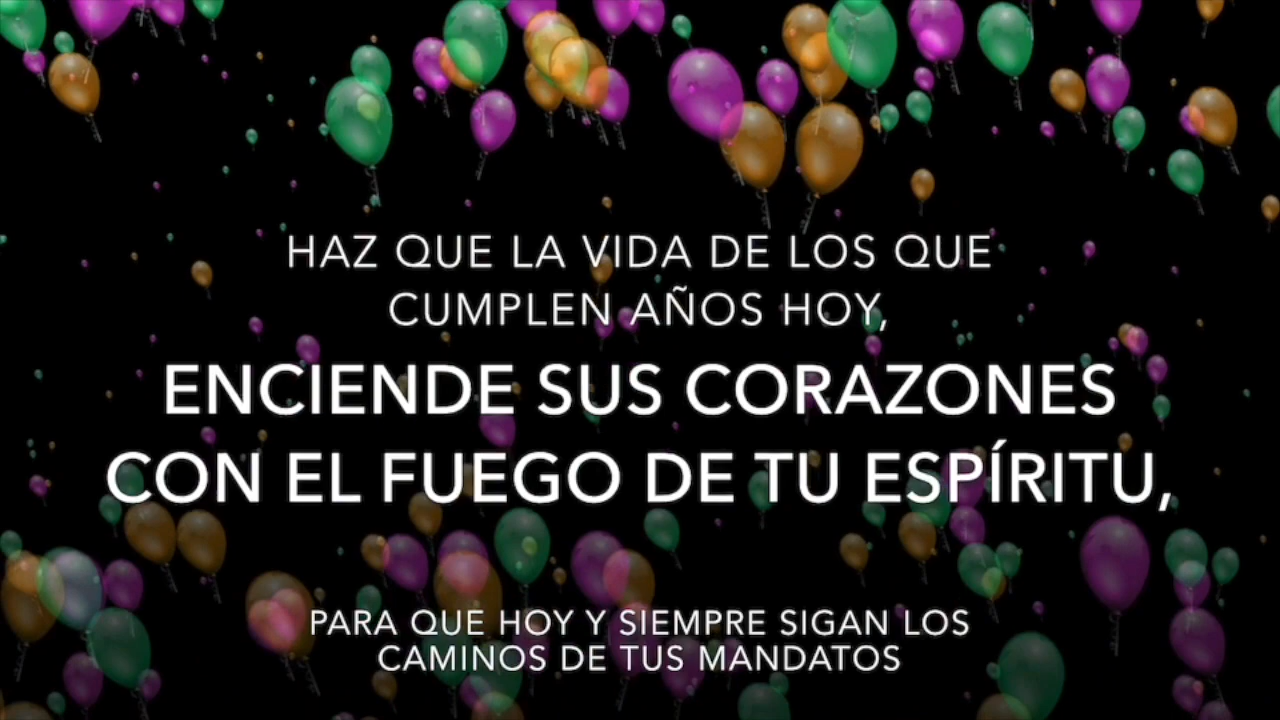 HAZ QUE LA VIDA DE LOS QUE
CUMPLEN AÑOS HOY,
ENCIENDE SUS CORAZONES
CON EL FUEGO DE TU ESPÍRITU,
PARA QUE HOY Y SIEMPRE SIGAN LOS
CAMINOS DE TUS MANDATOS